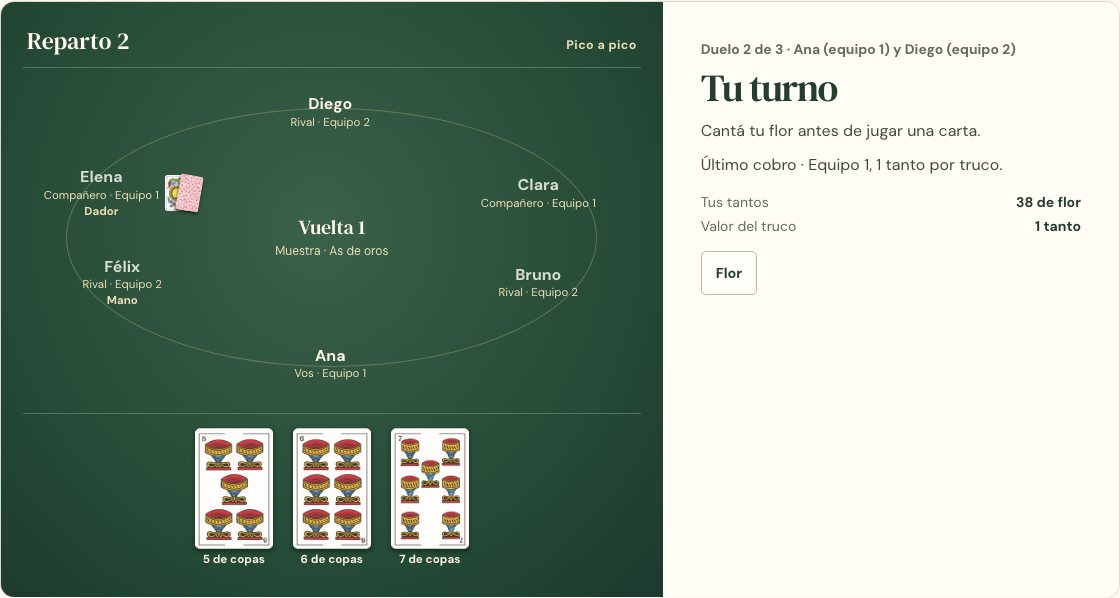 Reparto 2
Pico a pico
Diego
Rival · Equipo 2
Elena
Compañero · Equipo 1
Dador
Clara
Compañero · Equipo 1
Vuelta 1
Muestra · As de oros
Félix
Rival · Equipo 2
Mano
Bruno
Rival · Equipo 2
Ana
Vos · Equipo 1
5
6
7
5 de copas
6 de copas
7 de copas
Duelo 2 de 3 · Ana (equipo 1) y Diego (equipo 2)
Tu turno
Cantá tu flor antes de jugar una carta.
Último cobro · Equipo 1, 1 tanto por truco.
Tus tantos
38 de flor
Valor del truco
1 tanto
Flor